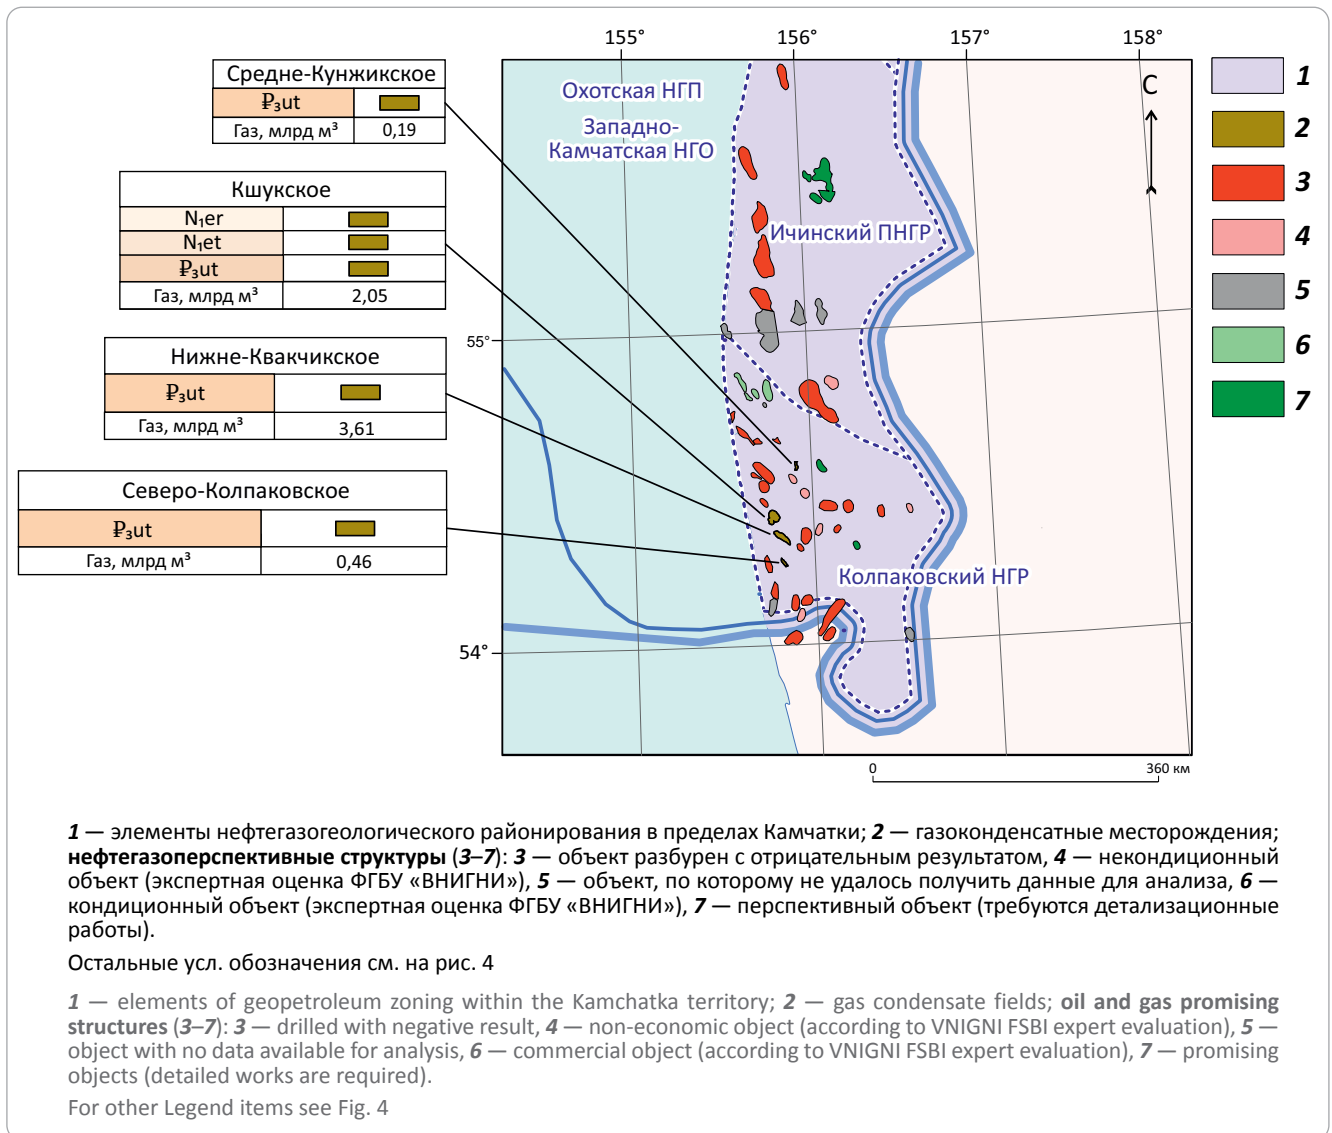 155°
156°
157°
158°
Средне-Кунжикское
₽₃ut
Газ, млрд м³
0,19
Кшукское
N₁er
N₁et
₽₃ut
Газ, млрд м³
2,05
Нижне-Квакчикское
₽₃ut
Газ, млрд м³
3,61
Северо-Колпаковское
₽₃ut
Газ, млрд м³
0,46
Охотская НГП
Западно-
Камчатская НГО
Ичинский ПНГР
Колпаковский НГР
С
55°
54°
0
360 км
1
2
3
4
5
6
7
1 — элементы нефтегазогеологического районирования в пределах Камчатки; 2 — газоконденсатные месторождения;
нефтегазоперспективные структуры (3–7): 3 — объект разбурен с отрицательным результатом, 4 — некондиционный
объект (экспертная оценка ФГБУ «ВНИГНИ»), 5 — объект, по которому не удалось получить данные для анализа, 6 —
кондиционный объект (экспертная оценка ФГБУ «ВНИГНИ»), 7 — перспективный объект (требуются детализационные
работы).
Остальные усл. обозначения см. на рис. 4
1 — elements of geopetroleum zoning within the Kamchatka territory; 2 — gas condensate fields; oil and gas promising
structures (3–7): 3 — drilled with negative result, 4 — non-economic object (according to VNIGNI FSBI expert evaluation), 5 —
object with no data available for analysis, 6 — commercial object (according to VNIGNI FSBI expert evaluation), 7 — promising
objects (detailed works are required).
For other Legend items see Fig. 4